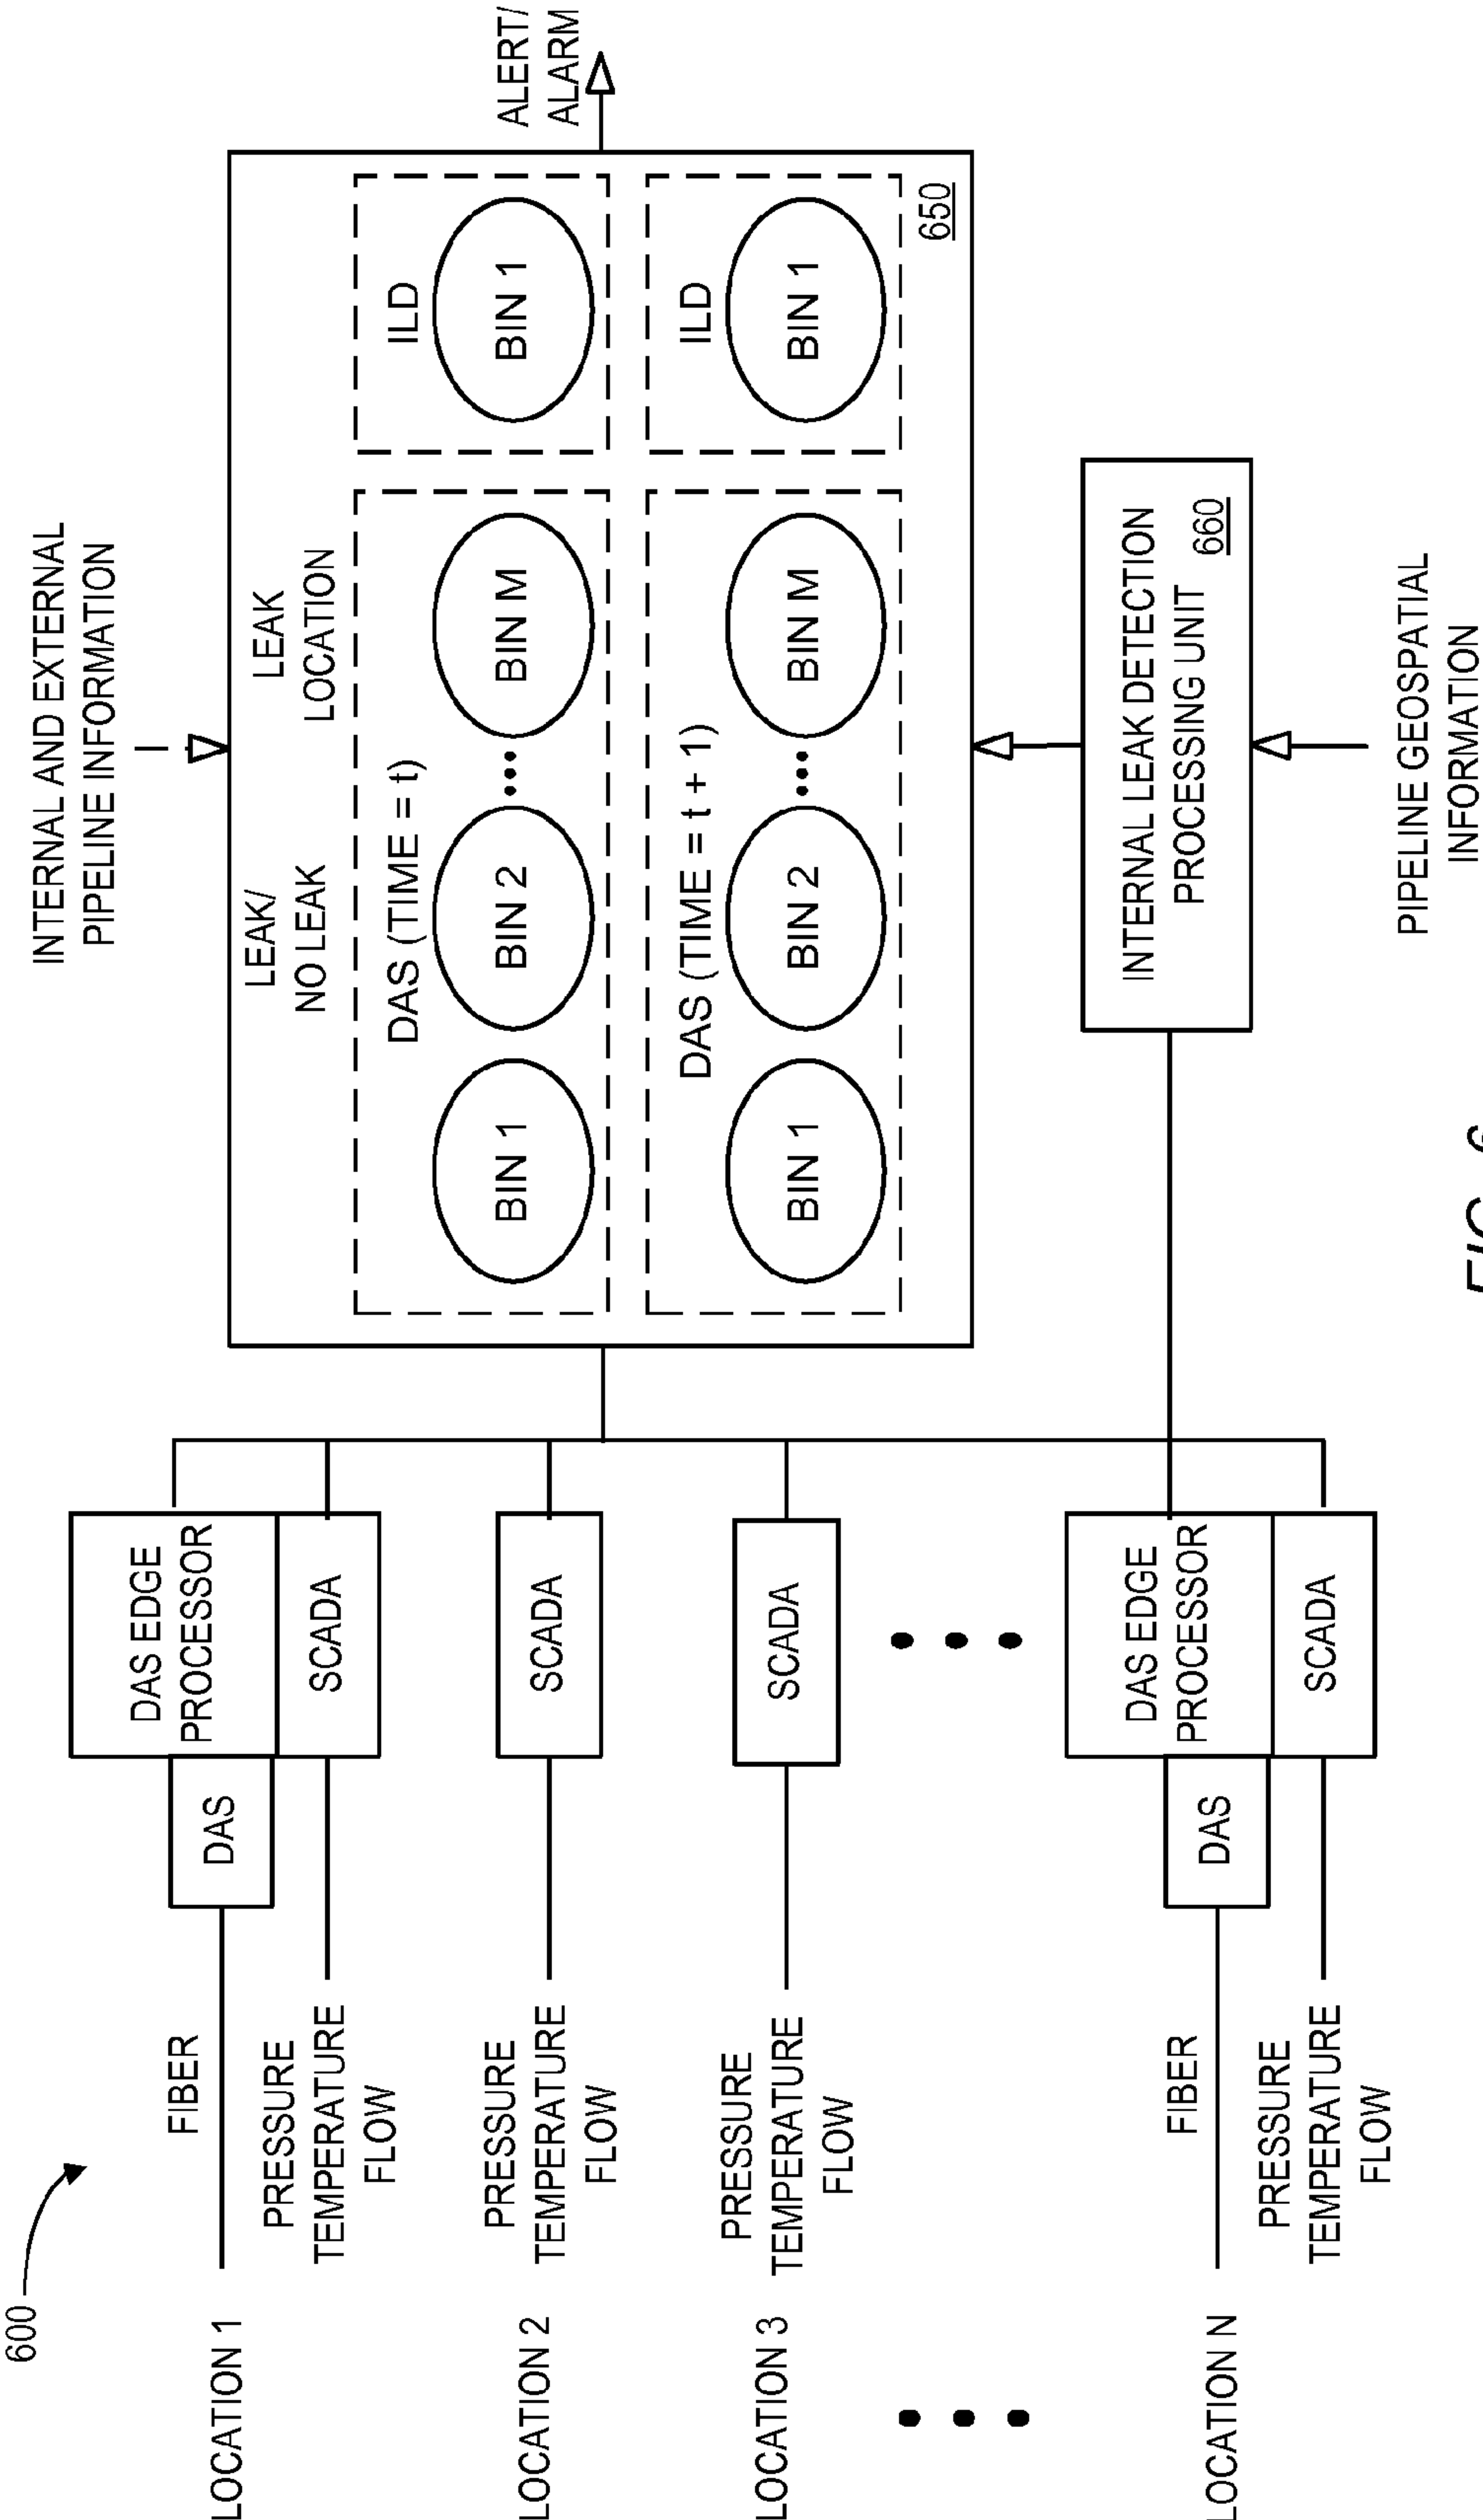 600
LOCATION 1
FIBER
PRESSURE
TEMPERATURE
FLOW
DAS
DAS EDGE
PROCESSOR
SCADA
LOCATION 2
PRESSURE
TEMPERATURE
FLOW
SCADA
LOCATION 3
PRESSURE
TEMPERATURE
FLOW
SCADA
LOCATION N
FIBER
PRESSURE
TEMPERATURE
FLOW
DAS
DAS EDGE
PROCESSOR
SCADA
INTERNAL AND EXTERNAL
PIPELINE INFORMATION
LEAK/
NO LEAK
LEAK
LOCATION
DAS (TIME = t)
BIN 1
BIN 2
BIN M
ILD
BIN 1
DAS (TIME = t + 1)
BIN 1
BIN 2
BIN M
ILD
BIN 1
650
ALERT/
ALARM
INTERNAL LEAK DETECTION
PROCESSING UNIT
660
PIPELINE GEOSPATIAL
INFORMATION